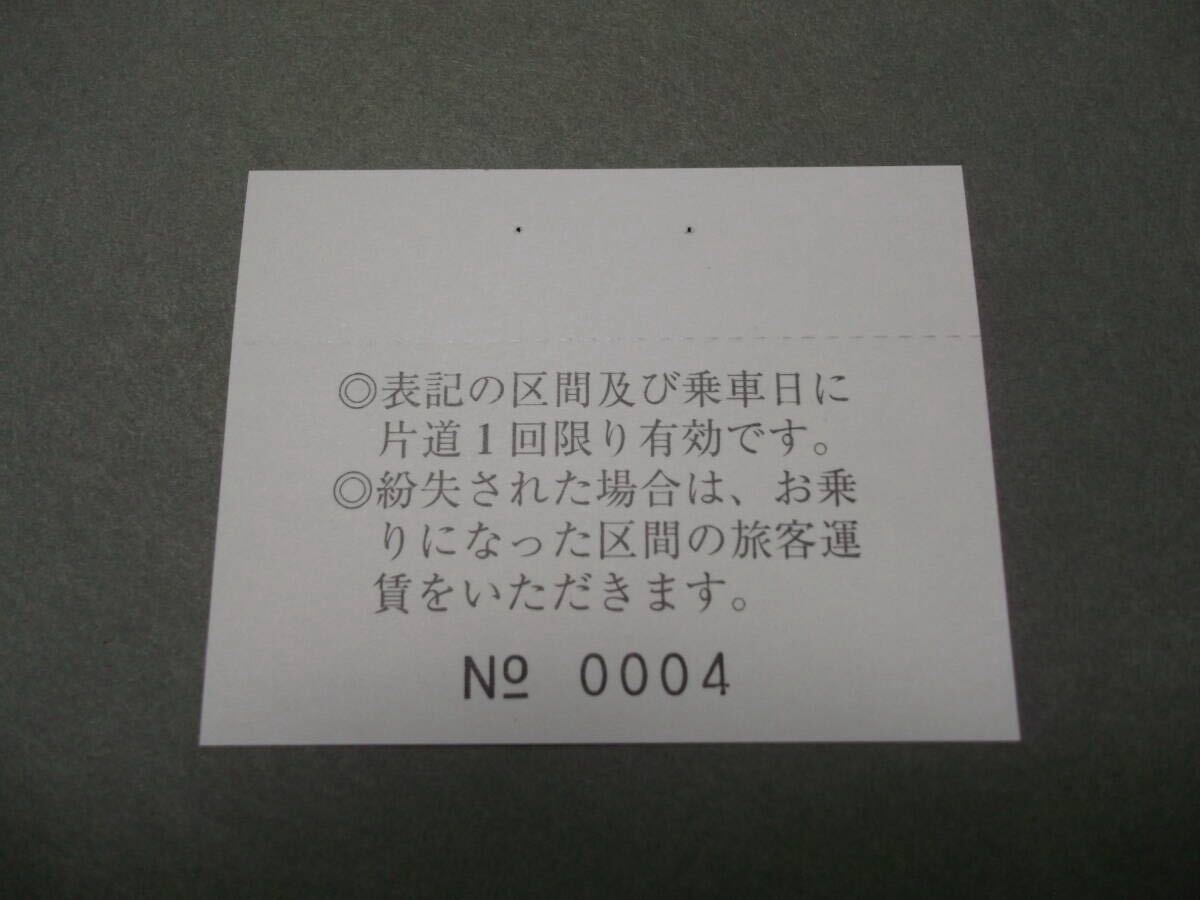 ◎表記の区間及び乗車日に
片道1回限り有効です。
◎紛失された場合は、お乗
りになった区間の旅客運
賃をいただきます。
№ 0004